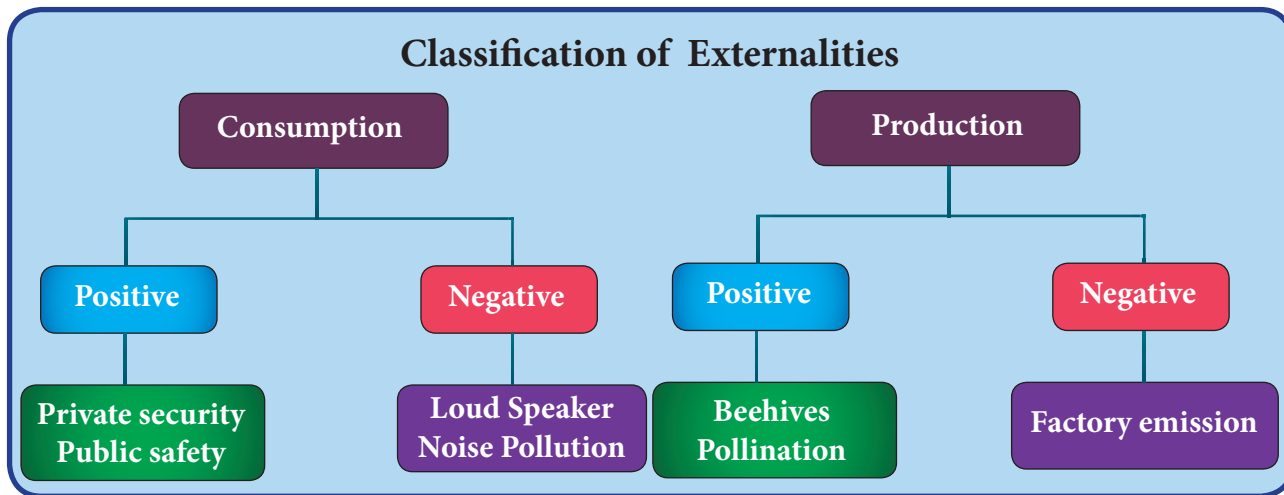 Classification of Externalities
Consumption
Production
Positive
Negative
Positive
Negative
Private security
Public safety
Loud Speaker
Noise Pollution
Beehives
Pollination
Factory emission